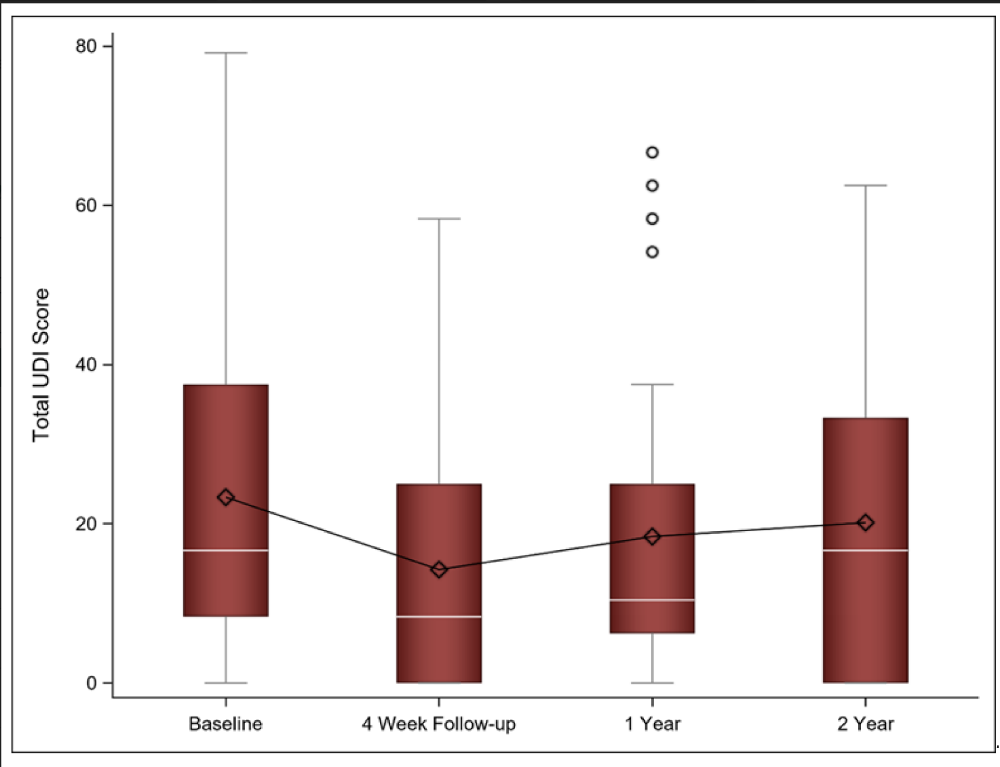 Total UDI Score
80
60
40
20
0
Baseline
4 Week Follow-up
1 Year
2 Year
.